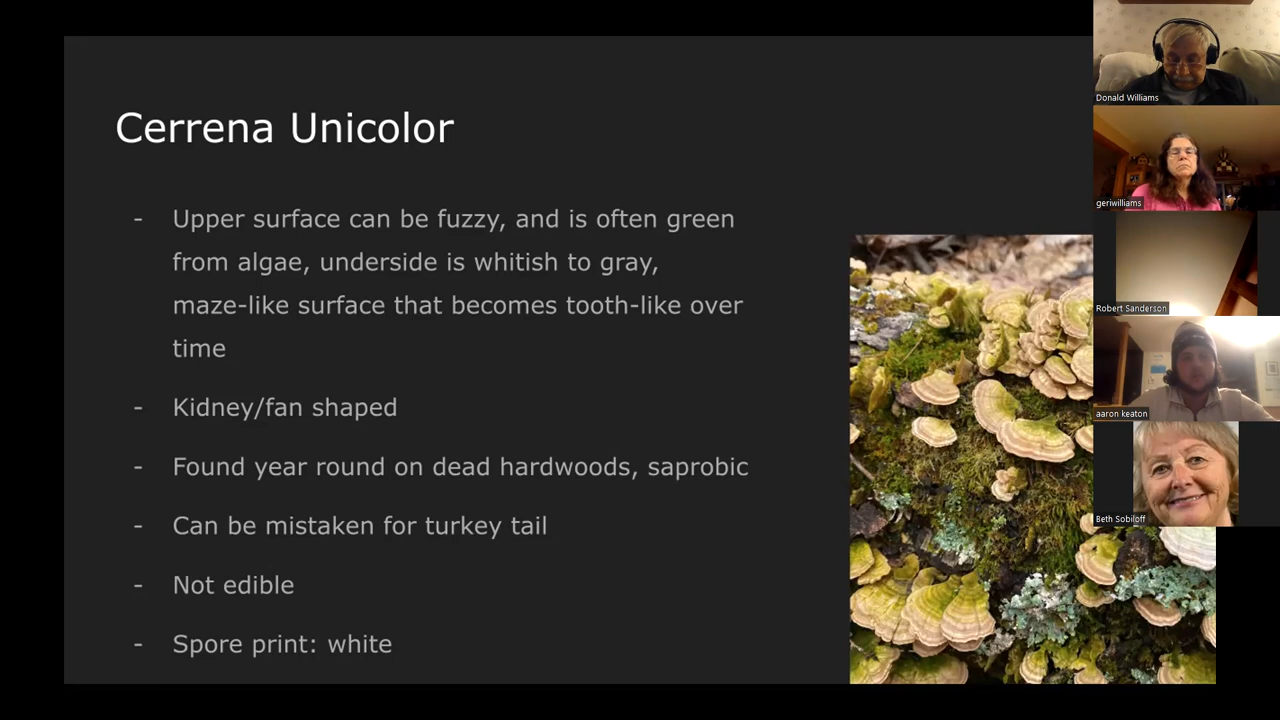 Cerrena Unicolor
- Upper surface can be fuzzy, and is often green
from algae, underside is whitish to gray,
maze-like surface that becomes tooth-like over
time
- Kidney/fan shaped
- Found year round on dead hardwoods, saprobic
- Can be mistaken for turkey tail
- Not edible
- Spore print: white
Donald Williams
geriwilliams
Robert Sanderson
aaron keaton
Beth Sobiloff